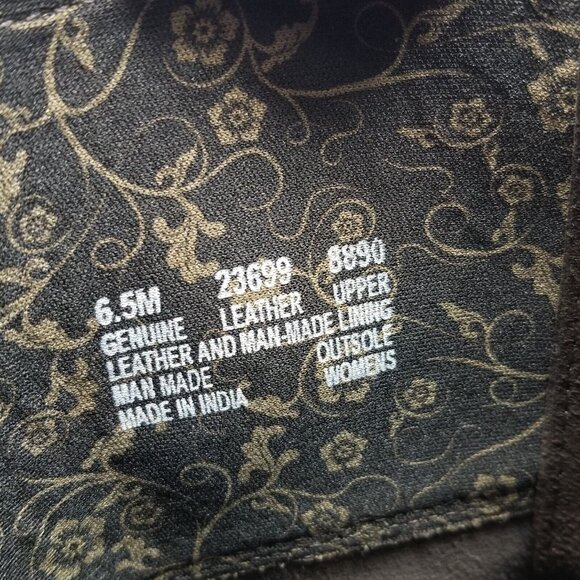 6.5M 23699 8890
GENUINE LEATHER UPPER
LEATHER AND MAN-MADE LINING
MAN MADE OUTSOLE
MADE IN INDIA WOMENS